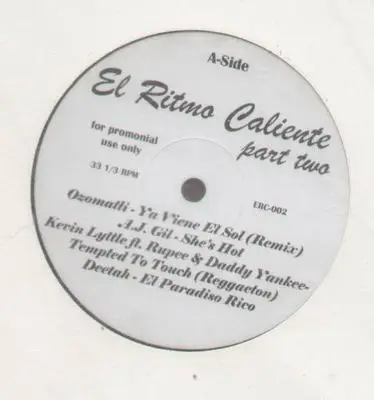 A-Side
El Ritmo Caliente
part two
for promonial
use only
33 1/3 RPM
ERC-002
Ozomatli - Ya Viene El Sol (Remix)
A.J. Gil - She's Hot
Kevin Lyttle ft. Rupee & Daddy Yankee-
Tempted To Touch (Reggaeton)
Deetah - El Paradiso Rico